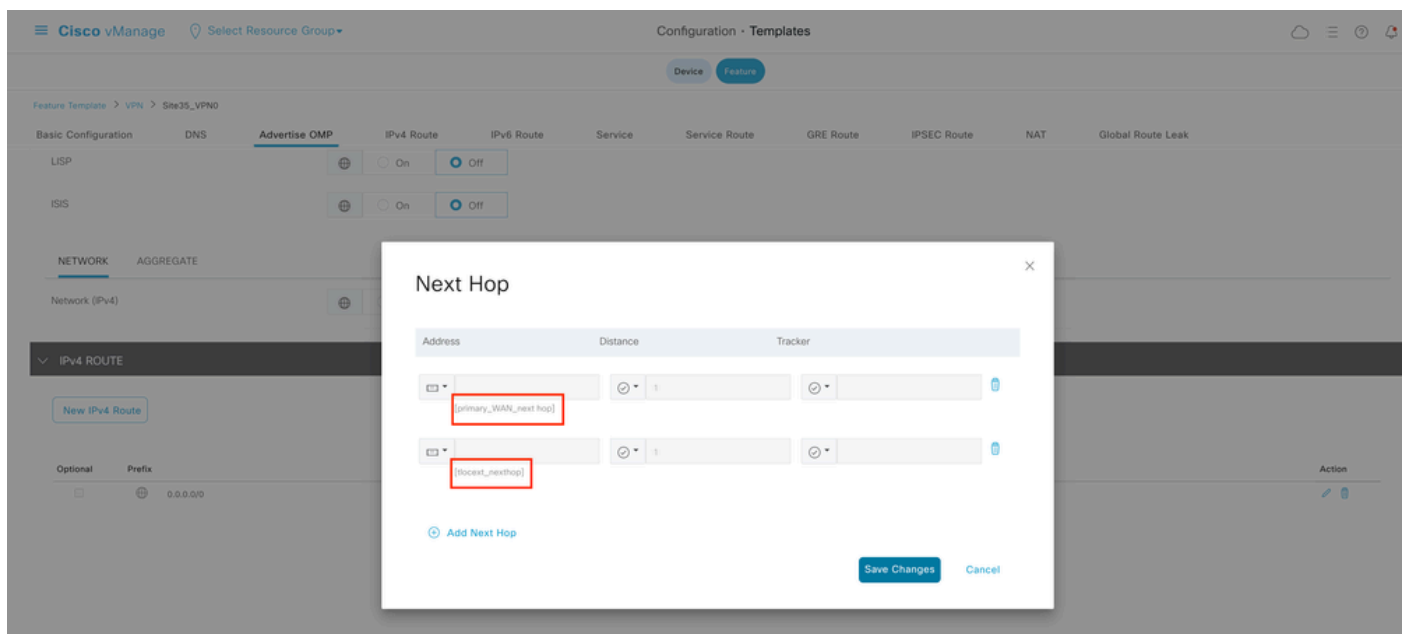 Cisco vManage Select Resource Group Configuration · Templates
Device Feature
Feature Template > VPN > Site35_VPN0
Basic Configuration DNS Advertise OMP IPv4 Route IPv6 Route Service Service Route GRE Route IPSEC Route NAT Global Route Leak
LISP On Off
ISIS On Off
NETWORK AGGREGATE
Network (IPv4)
IPv4 ROUTE
New IPv4 Route
Optional Prefix Action
0.0.0.0/0
Next Hop
Address Distance Tracker
1
[primary_WAN_next hop]
1
[tlocext_nexthop]
Add Next Hop
Save Changes Cancel